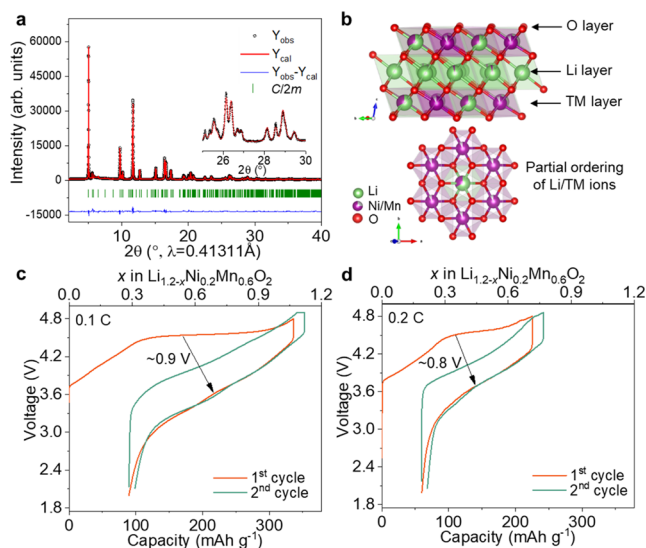 a
60000
45000
30000
15000
0
-15000
Intensity (arb. units)
Y_obs
Y_cal
Y_obs-Y_cal
C/2m
26 28 30
2θ (°)
10 20 30 40
2θ (°, λ=0.41311Å)
b
O layer
Li layer
TM layer
Partial ordering
of Li/TM ions
Li
Ni/Mn
O
c
x in Li1.2-xNi0.2Mn0.6O2
0.0 0.3 0.6 0.9 1.2
4.8
4.2
3.6
3.0
2.4
1.8
Voltage (V)
0.1 C
~0.9 V
1st cycle
2nd cycle
0 100 200 300
Capacity (mAh g-1)
d
x in Li1.2-xNi0.2Mn0.6O2
0.0 0.3 0.6 0.9 1.2
4.8
4.2
3.6
3.0
2.4
1.8
Voltage (V)
0.2 C
~0.8 V
1st cycle
2nd cycle
0 100 200 300
Capacity (mAh g-1)